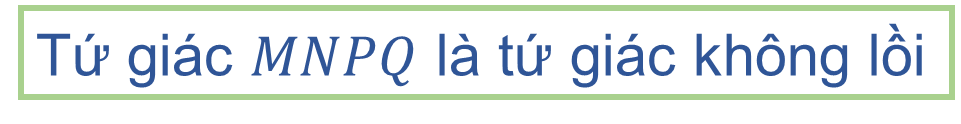 Tứ giác MNPQ là tứ giác không lồi